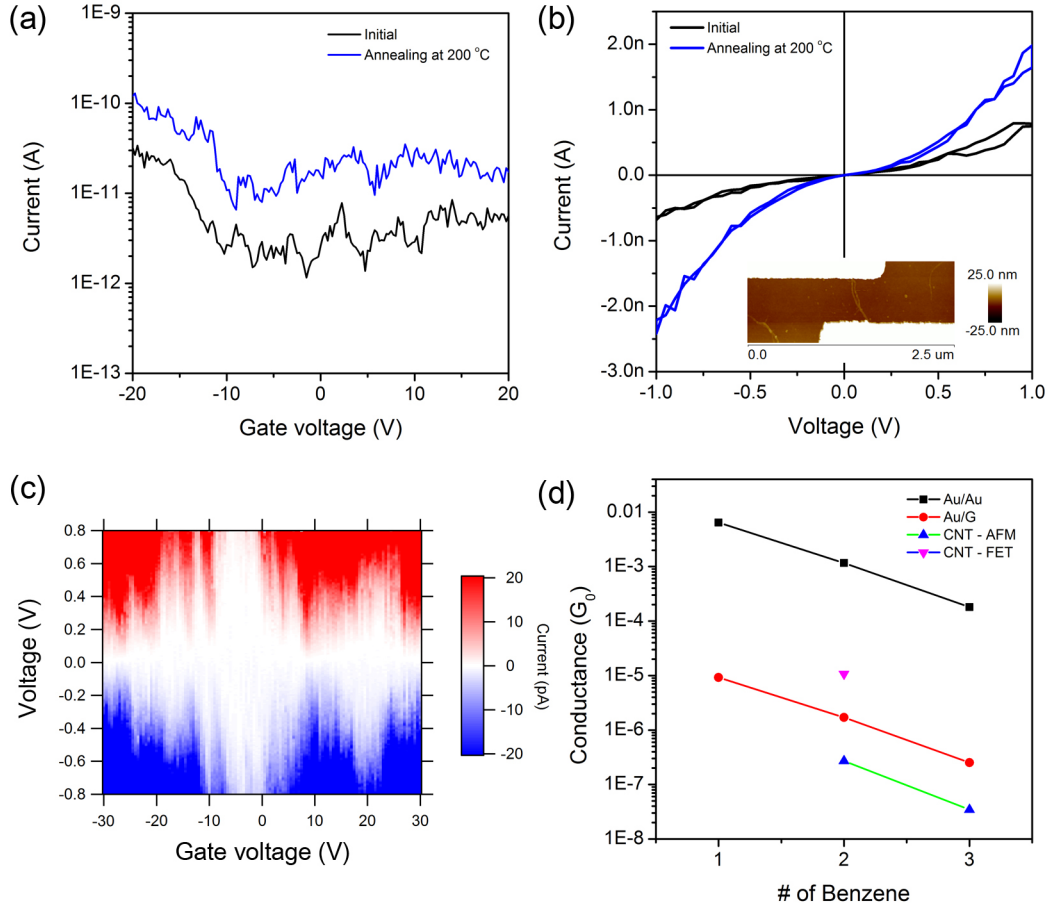 (a)
1E-9
1E-10
1E-11
1E-12
1E-13
Current (A)
Initial
Annealing at 200 °C
-20
-10
0
10
20
Gate voltage (V)
(b)
2.0n
1.0n
0.0
-1.0n
-2.0n
-3.0n
Current (A)
Initial
Annealing at 200 °C
25.0 nm
-25.0 nm
0.0
2.5 um
-1.0
-0.5
0.0
0.5
1.0
Voltage (V)
(c)
0.8
0.6
0.4
0.2
0.0
-0.2
-0.4
-0.6
-0.8
Voltage (V)
-30
-20
-10
0
10
20
30
Gate voltage (V)
20
10
0
-10
-20
Current (pA)
(d)
0.01
1E-3
1E-4
1E-5
1E-6
1E-7
1E-8
Conductance (G₀)
Au/Au
Au/G
CNT - AFM
CNT - FET
1
2
3
# of Benzene